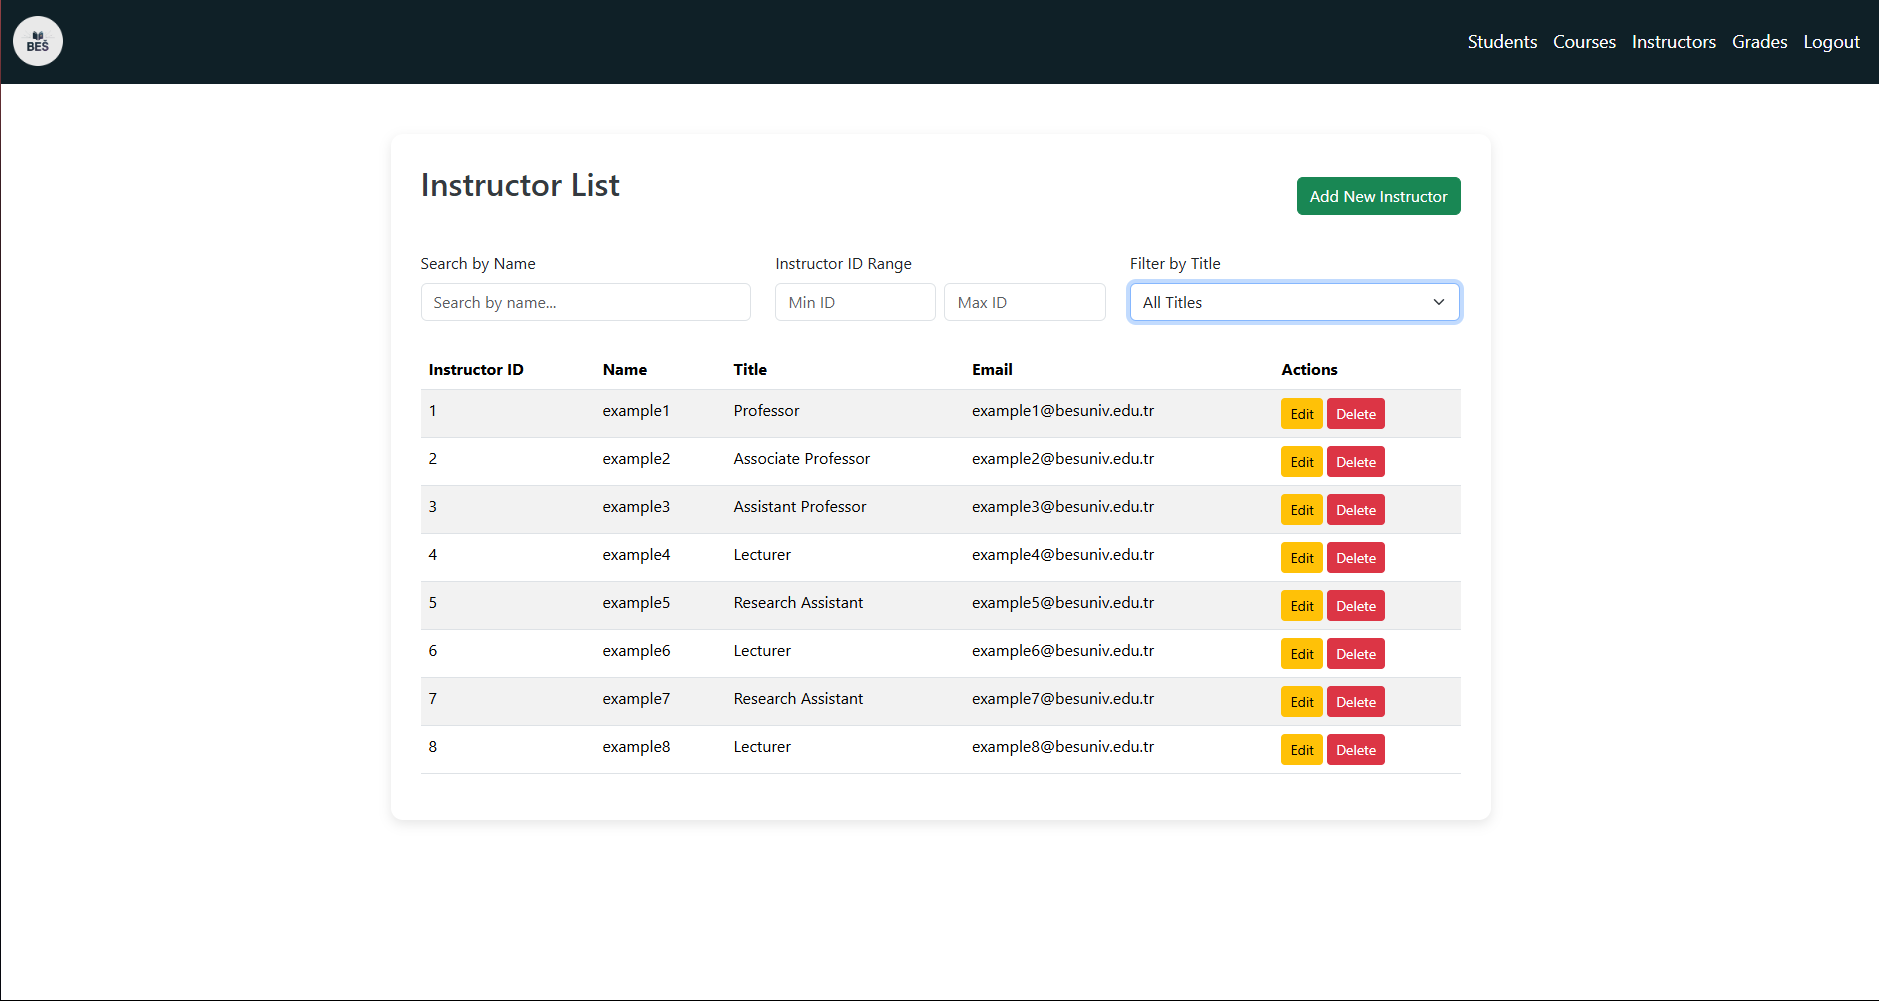 BEŞ
Students Courses Instructors Grades Logout
Instructor List
Add New Instructor
Search by Name Instructor ID Range Filter by Title
Search by name... Min ID Max ID All Titles
Instructor ID Name Title Email Actions
1 example1 Professor example1@besuniv.edu.tr Edit Delete
2 example2 Associate Professor example2@besuniv.edu.tr Edit Delete
3 example3 Assistant Professor example3@besuniv.edu.tr Edit Delete
4 example4 Lecturer example4@besuniv.edu.tr Edit Delete
5 example5 Research Assistant example5@besuniv.edu.tr Edit Delete
6 example6 Lecturer example6@besuniv.edu.tr Edit Delete
7 example7 Research Assistant example7@besuniv.edu.tr Edit Delete
8 example8 Lecturer example8@besuniv.edu.tr Edit Delete